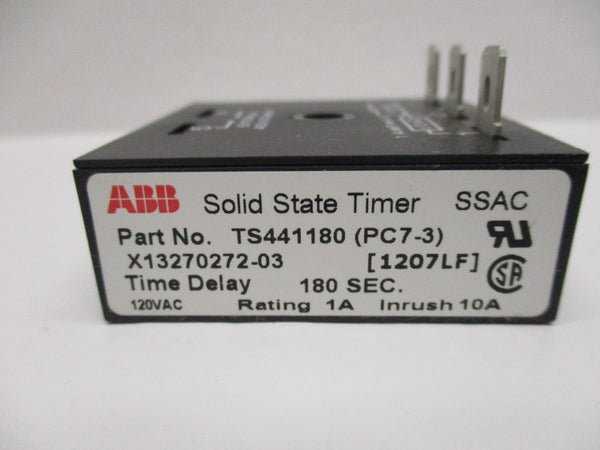 ABB Solid State Timer SSAC
Part No. TS441180 (PC7-3)
X13270272-03 [1207LF]
Time Delay 180 SEC.
120VAC Rating 1A Inrush 10A